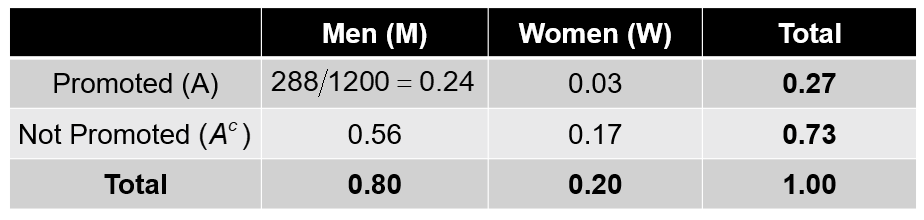 Men (M) Women (W) Total
Promoted (A) 288/1200 = 0.24 0.03 0.27
Not Promoted (Aᶜ) 0.56 0.17 0.73
Total 0.80 0.20 1.00